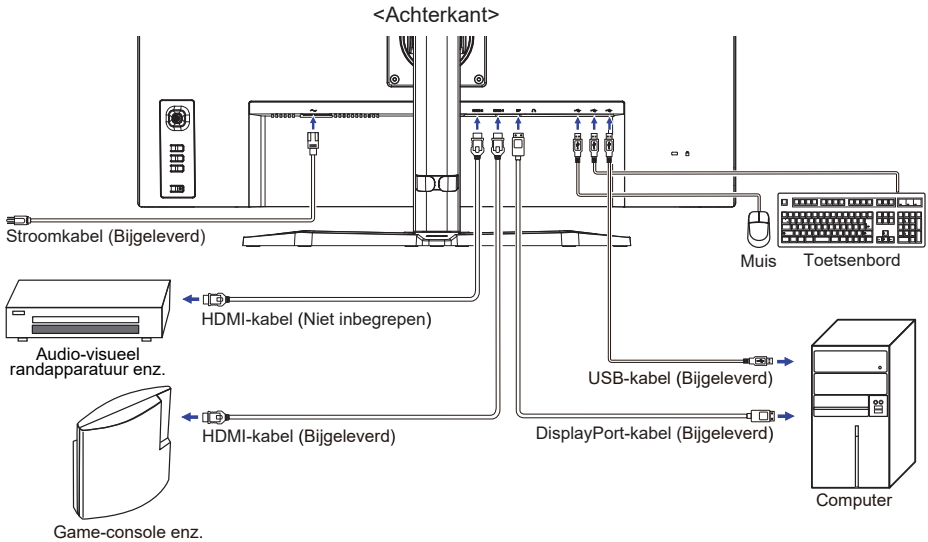 <Achterkant>
Stroomkabel (Bijgeleverd)
Muis
Toetsenbord
HDMI-kabel (Niet inbegrepen)
Audio-visueel
randapparatuur enz.
USB-kabel (Bijgeleverd)
HDMI-kabel (Bijgeleverd)
DisplayPort-kabel (Bijgeleverd)
Computer
Game-console enz.